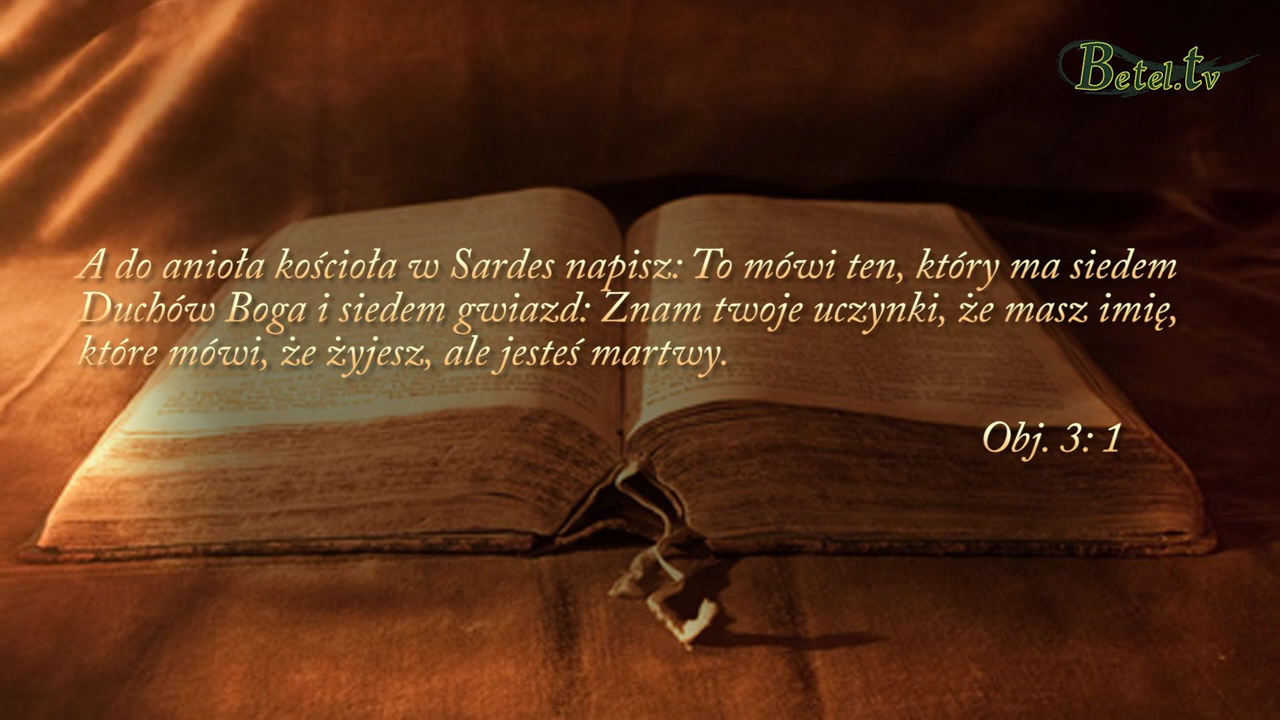 Betel.tv
A do anioła kościoła w Sardes napisz: To mówi ten, który ma siedem
Duchów Boga i siedem gwiazd: Znam twoje uczynki, że masz imię,
które mówi, że żyjesz, ale jesteś martwy.
Obj. 3: 1